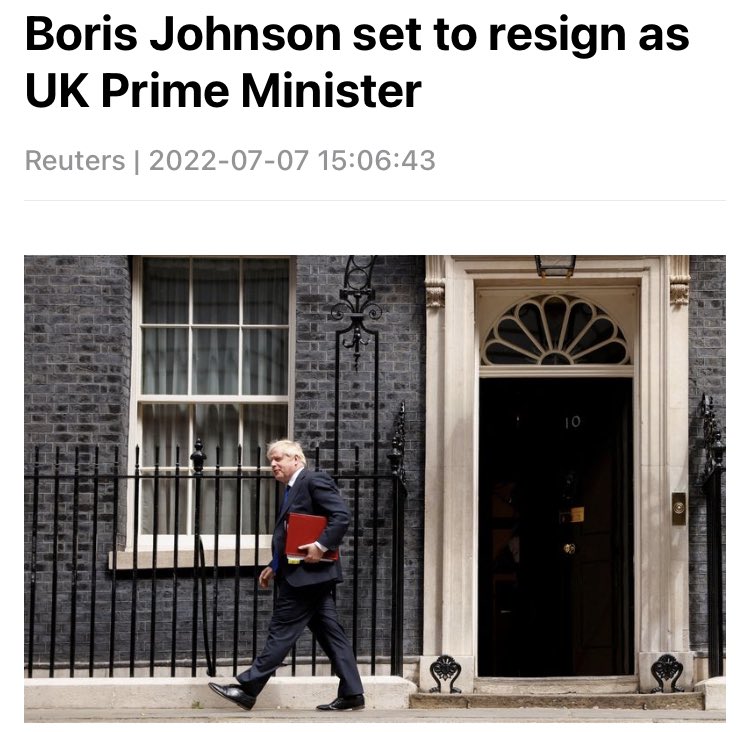 Boris Johnson set to resign as
UK Prime Minister
Reuters | 2022-07-07 15:06:43
10